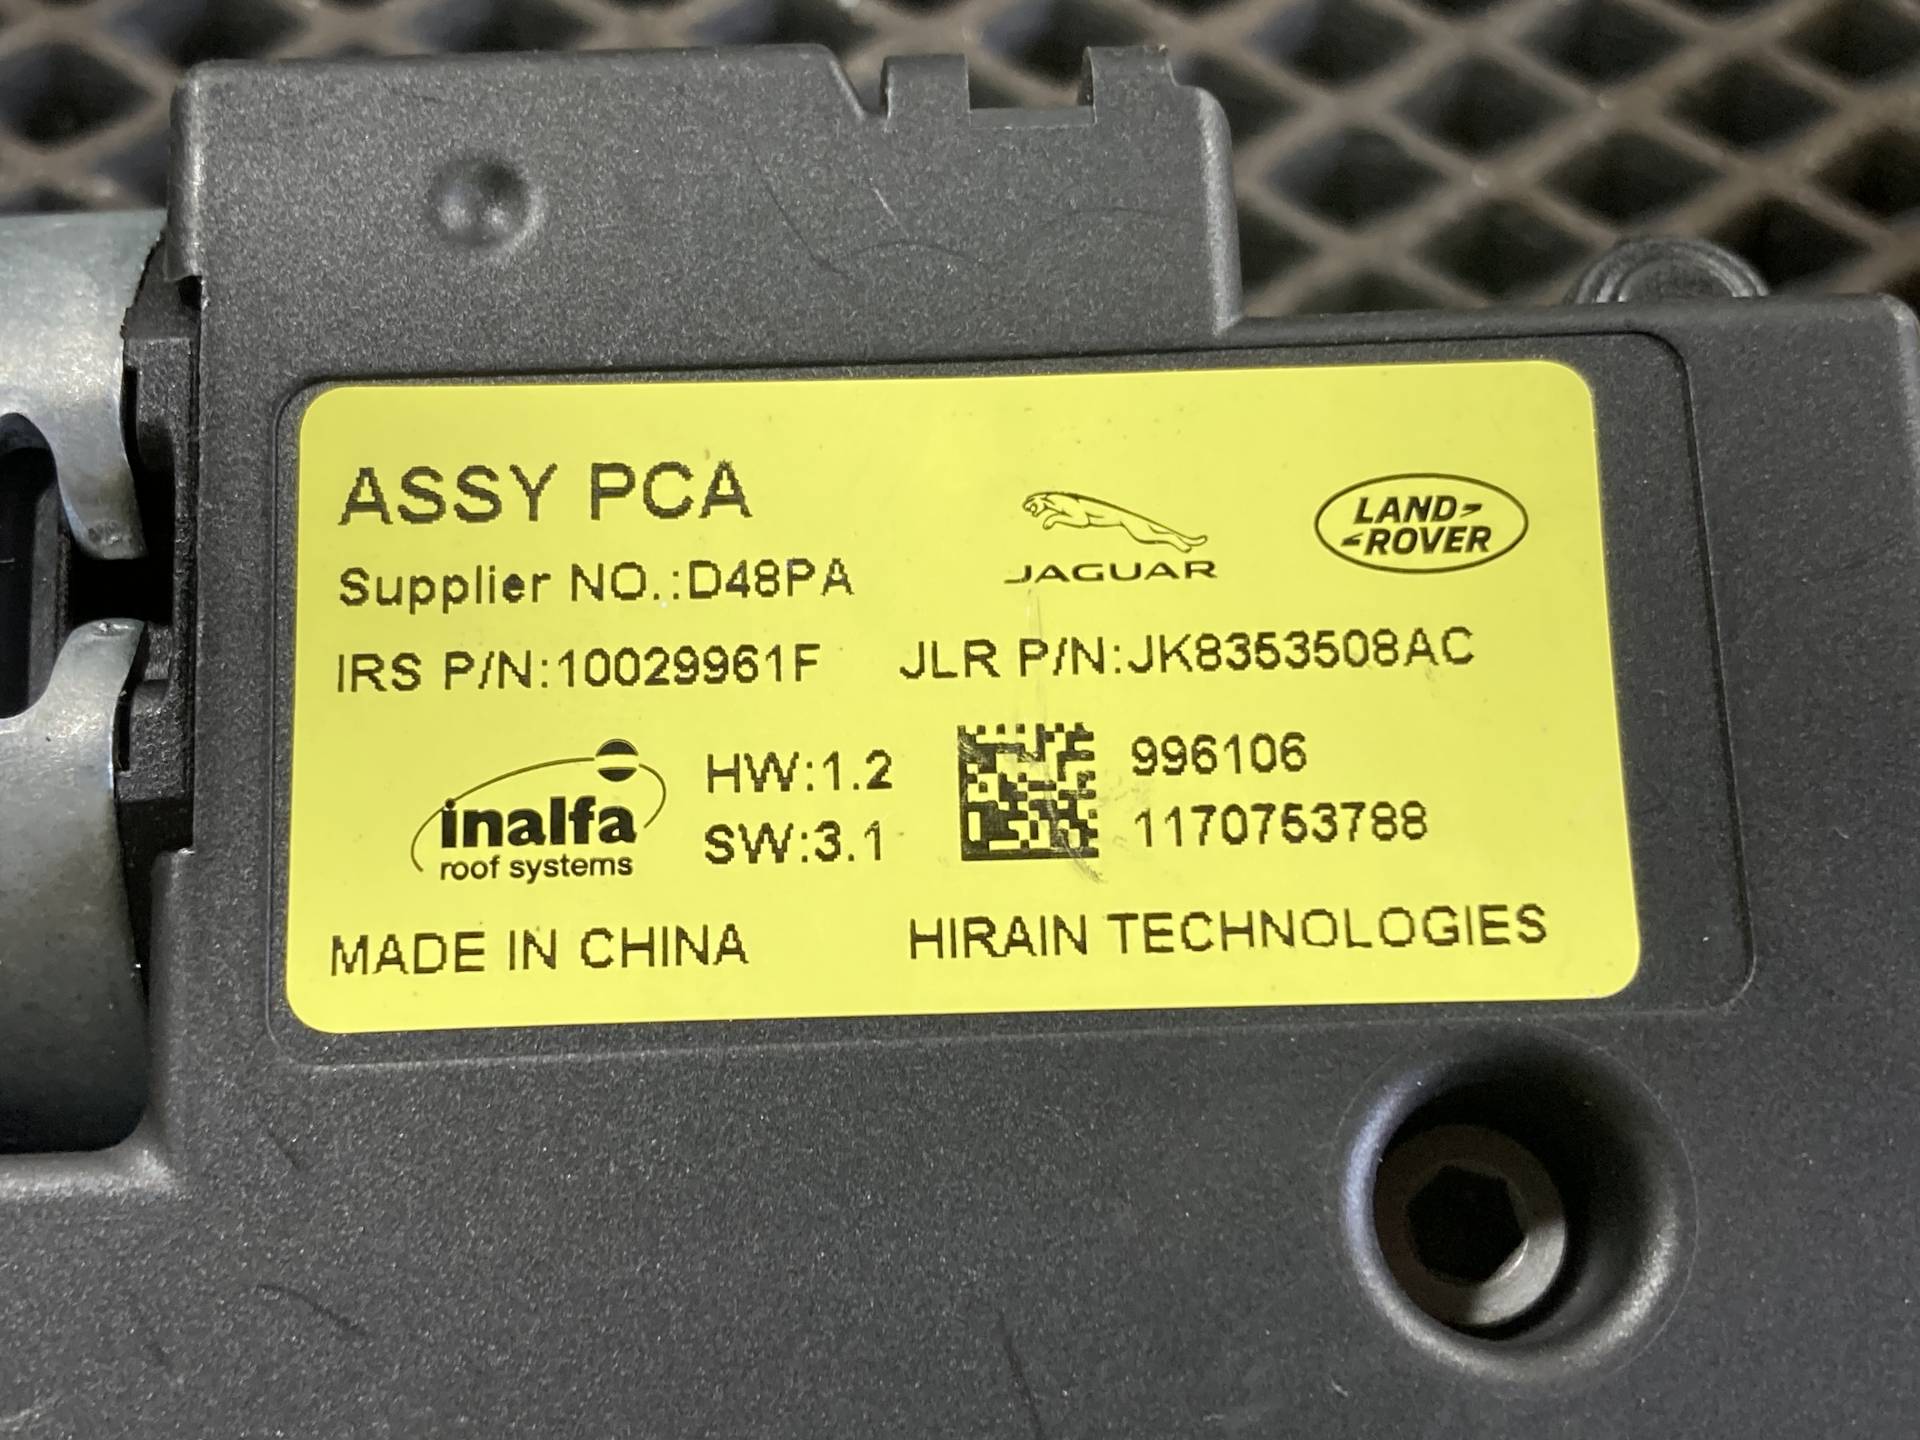 ASSY PCA
JAGUAR
LAND
ROVER
Supplier NO.:D48PA
IRS P/N:10029961F JLR P/N:JK8353508AC
inalfa
roof systems
HW:1.2
SW:3.1
996106
1170753788
MADE IN CHINA HIRAIN TECHNOLOGIES